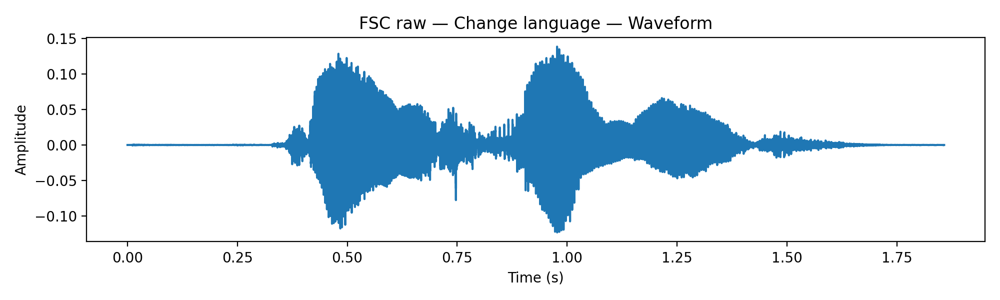 FSC raw — Change language — Waveform
0.15
0.10
0.05
0.00
−0.05
−0.10
Amplitude
0.00 0.25 0.50 0.75 1.00 1.25 1.50 1.75
Time (s)